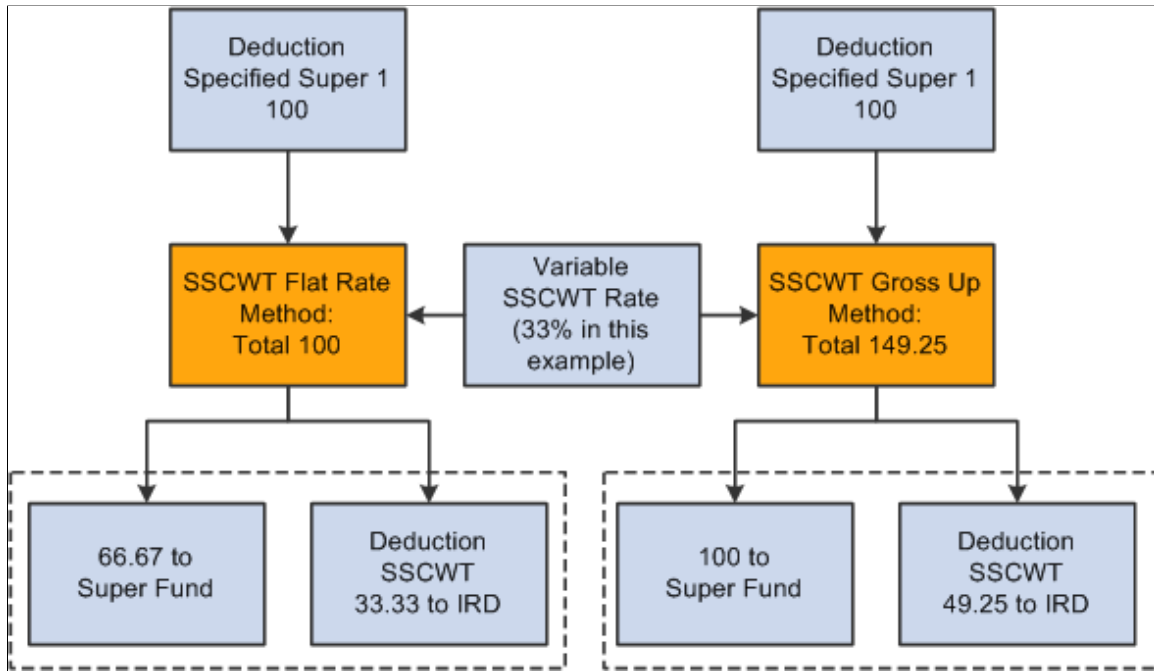 Deduction
Specified Super 1
100
Deduction
Specified Super 1
100
SSCWT Flat Rate
Method:
Total 100
Variable
SSCWT Rate
(33% in this
example)
SSCWT Gross Up
Method:
Total 149.25
66.67 to
Super Fund
Deduction
SSCWT
33.33 to IRD
100 to
Super Fund
Deduction
SSCWT
49.25 to IRD